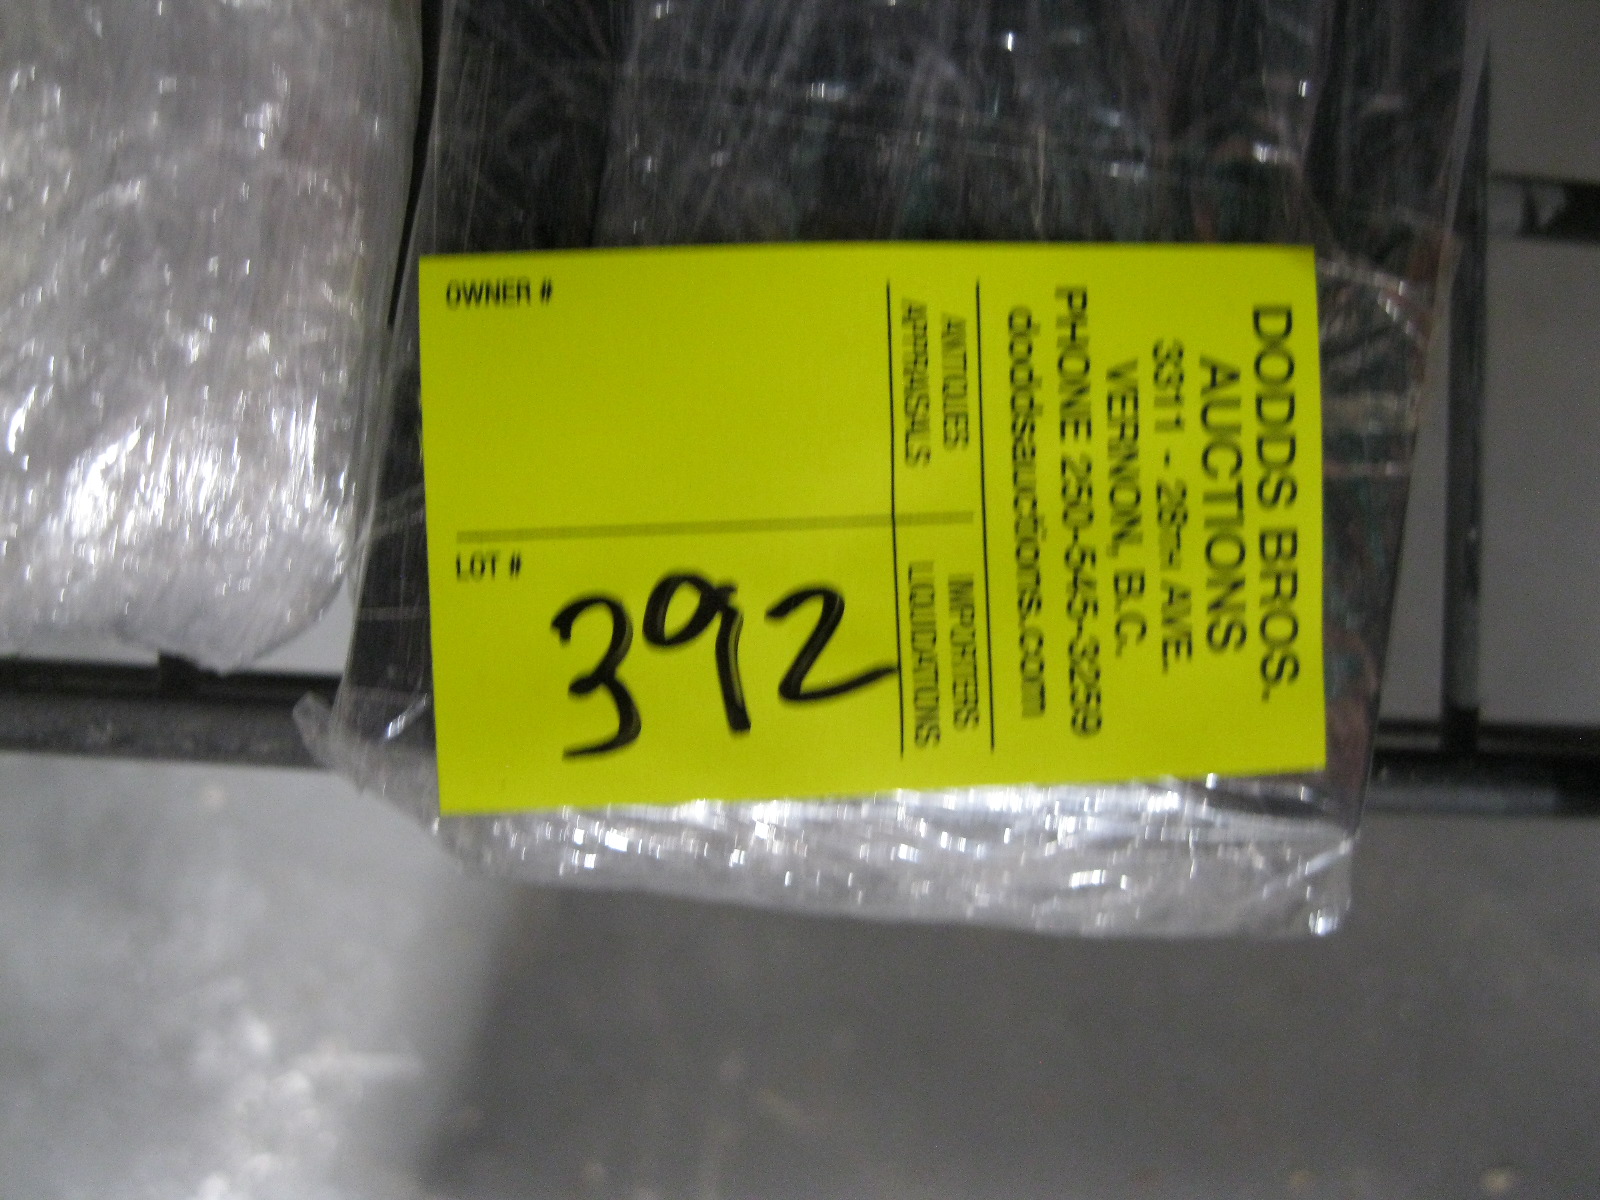 DODDS BROS.
AUCTIONS
3311 - 28TH AVE.
VERNON, B.C.
PHONE 250-545-3259
doddsauctions.com
ANTIQUES IMPORTERS
APPRAISALS LIQUIDATIONS
OWNER #
LOT #
392